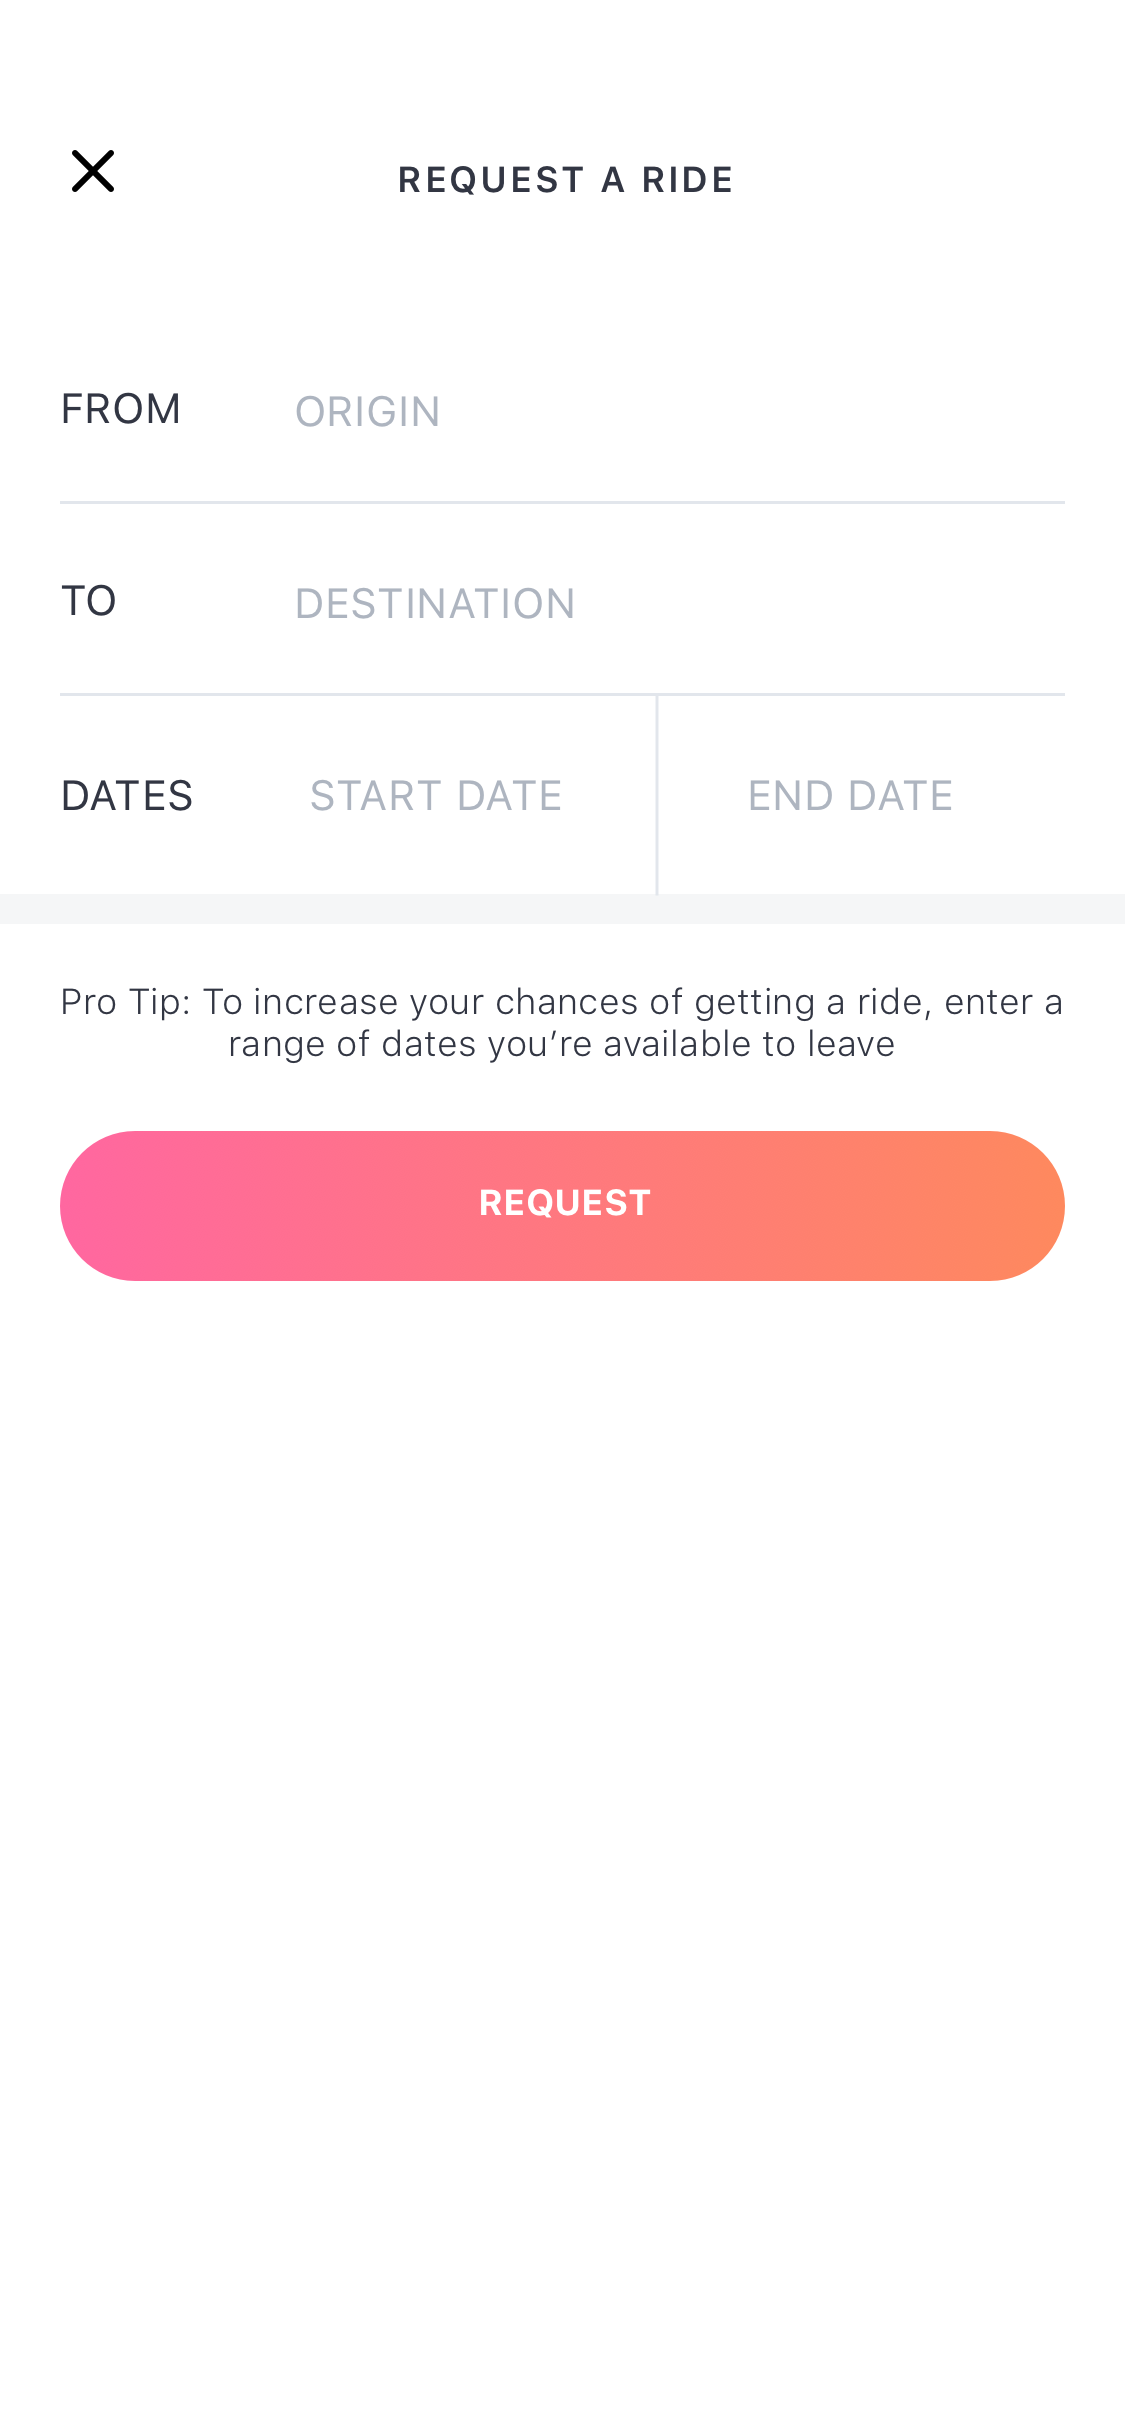 REQUEST A RIDE
FROM ORIGIN
TO DESTINATION
DATES START DATE END DATE
Pro Tip: To increase your chances of getting a ride, enter a
range of dates you’re available to leave
REQUEST